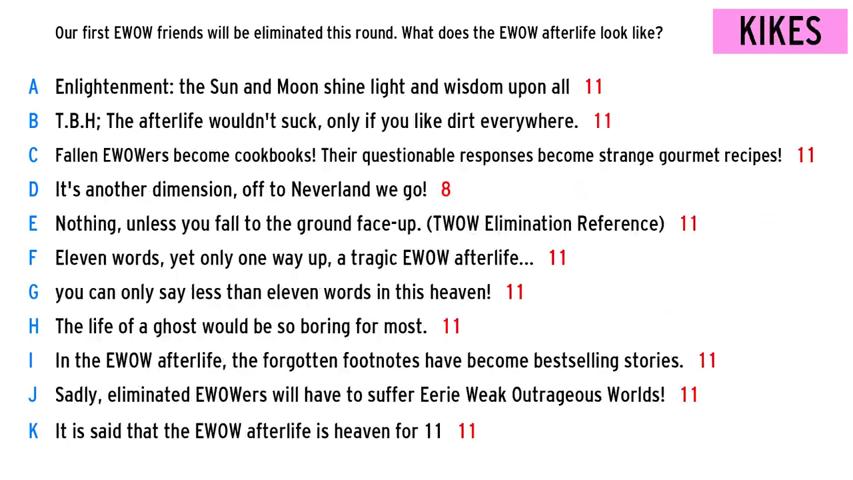 Our first EWOW friends will be eliminated this round. What does the EWOW afterlife look like?
KIKES
A Enlightenment: the Sun and Moon shine light and wisdom upon all 11
B T.B.H; The afterlife wouldn't suck, only if you like dirt everywhere. 11
C Fallen EWOWers become cookbooks! Their questionable responses become strange gourmet recipes! 11
D It's another dimension, off to Neverland we go! 8
E Nothing, unless you fall to the ground face-up. (TWOW Elimination Reference) 11
F Eleven words, yet only one way up, a tragic EWOW afterlife... 11
G you can only say less than eleven words in this heaven! 11
H The life of a ghost would be so boring for most. 11
I In the EWOW afterlife, the forgotten footnotes have become bestselling stories. 11
J Sadly, eliminated EWOWers will have to suffer Eerie Weak Outrageous Worlds! 11
K It is said that the EWOW afterlife is heaven for 11 11